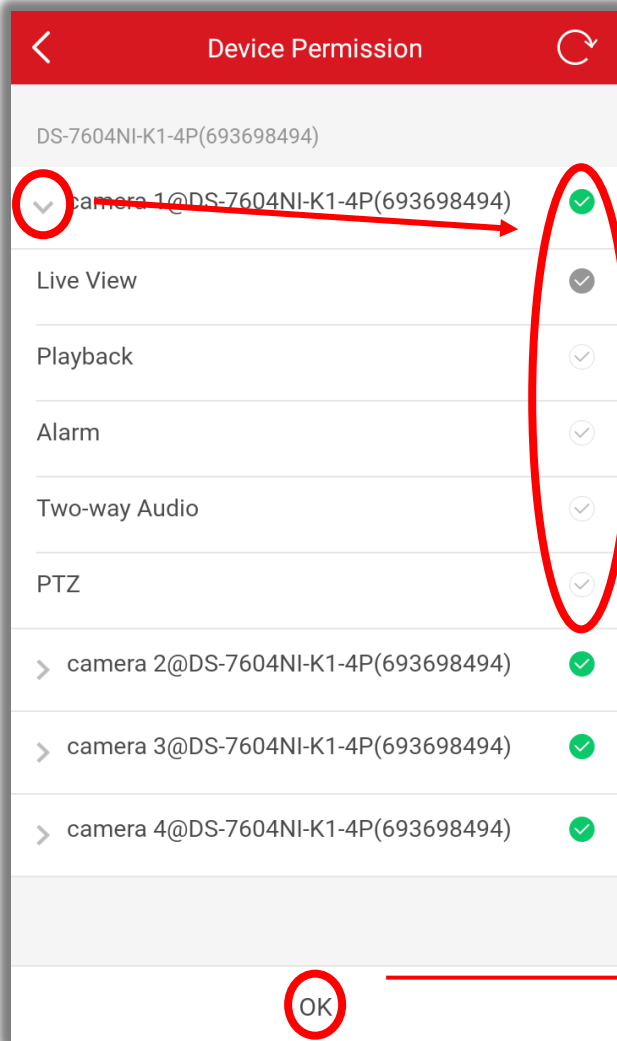 Device Permission
DS-7604NI-K1-4P(693698494)
camera 1@DS-7604NI-K1-4P(693698494)
Live View
Playback
Alarm
Two-way Audio
PTZ
camera 2@DS-7604NI-K1-4P(693698494)
camera 3@DS-7604NI-K1-4P(693698494)
camera 4@DS-7604NI-K1-4P(693698494)
OK